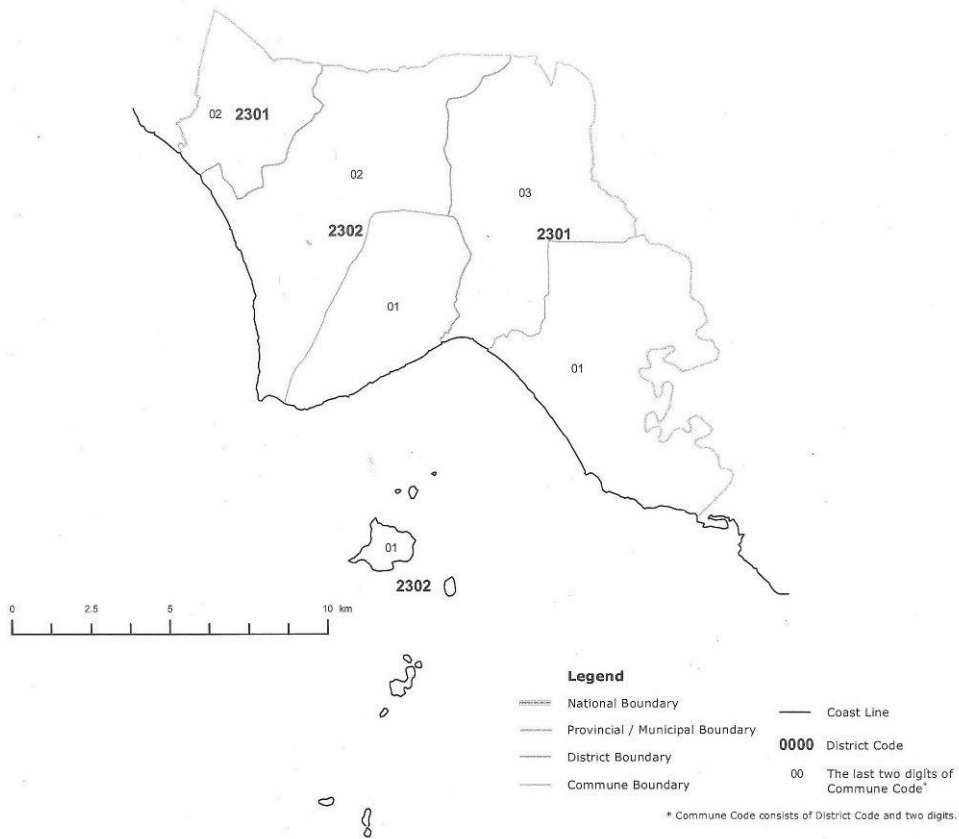 02 2301
02
03
2302
2301
01
01
01
2302
0 2.5 5 10 km
Legend
National Boundary
Provincial / Municipal Boundary
District Boundary
Commune Boundary
Coast Line
0000 District Code
00 The last two digits of
Commune Code*
* Commune Code consists of District Code and two digits.